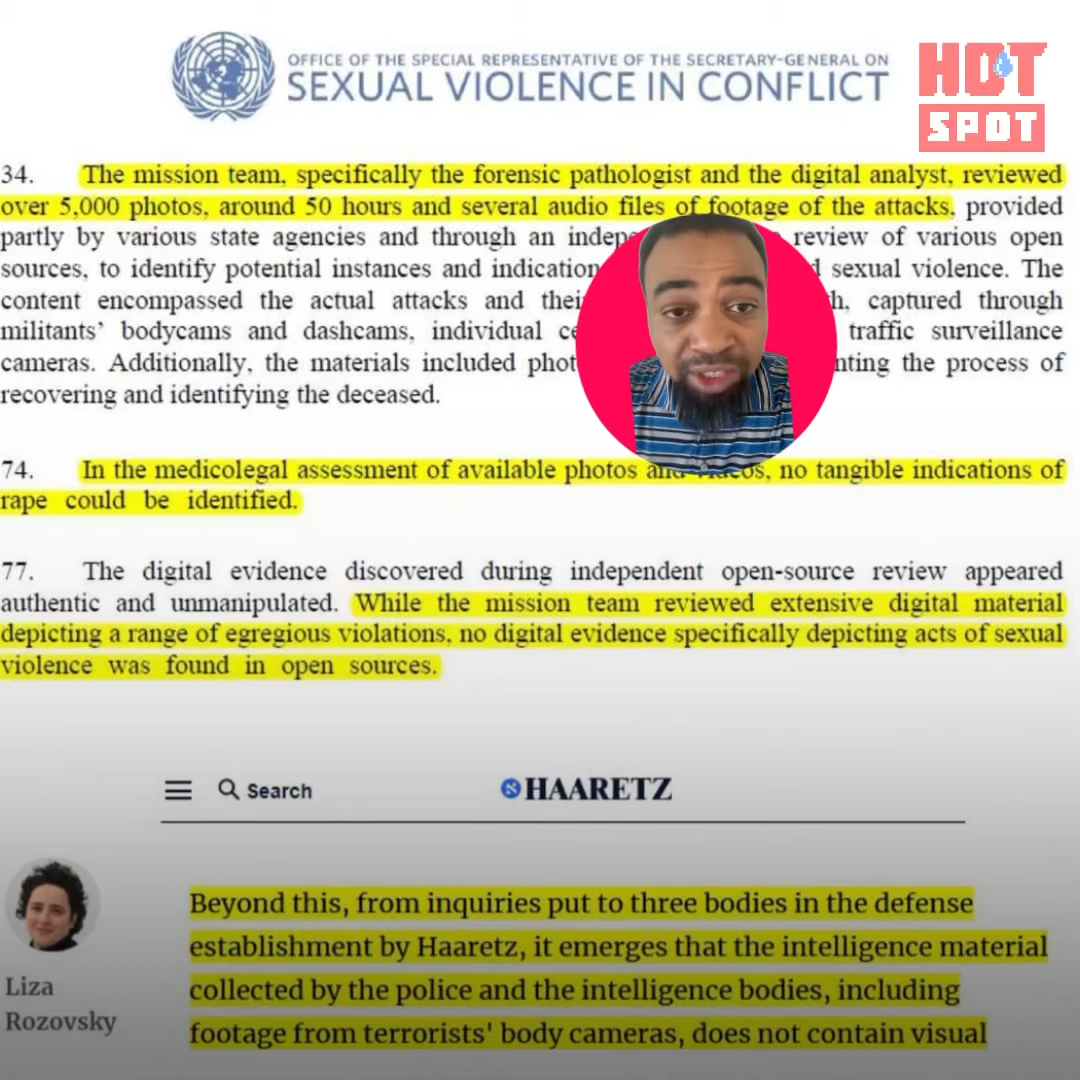 OFFICE OF THE SPECIAL REPRESENTATIVE OF THE SECRETARY-GENERAL ON
SEXUAL VIOLENCE IN CONFLICT
HOT
SPOT
34. The mission team, specifically the forensic pathologist and the digital analyst, reviewed
over 5,000 photos, around 50 hours and several audio files of footage of the attacks, provided
partly by various state agencies and through an review of various open
sources, to identify potential instances and sexual violence. The
content encompassed the actual attacks and captured through
militants' bodycams and dashcams, individual traffic surveillance
cameras. Additionally, the materials included the process of
recovering and identifying the deceased.
74. In the medicolegal assessment of available photos no tangible indications of
rape could be identified.
77. The digital evidence discovered during independent open-source review appeared
authentic and unmanipulated. While the mission team reviewed extensive digital material
depicting a range of egregious violations, no digital evidence specifically depicting acts of sexual
violence was found in open sources.
Search
HAARETZ
Liza
Rozovsky
Beyond this, from inquiries put to three bodies in the defense
establishment by Haaretz, it emerges that the intelligence material
collected by the police and the intelligence bodies, including
footage from terrorists' body cameras, does not contain visual